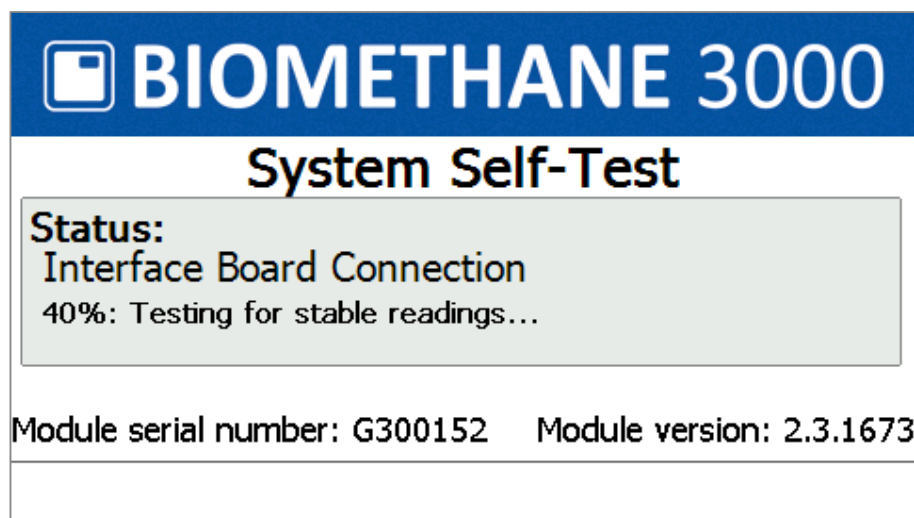 BIOMETHANE 3000
System Self-Test
Status:
Interface Board Connection
40%: Testing for stable readings...
Module serial number: G300152 Module version: 2.3.1673